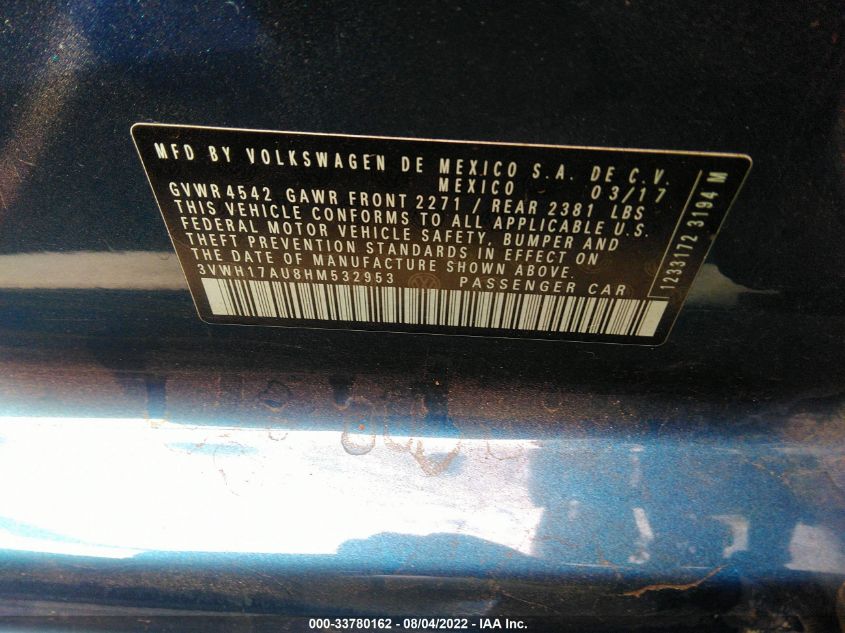 MFD BY VOLKSWAGEN DE MEXICO S.A. DE C.V.
MEXICO 03/17
GVWR 4542 GAWR FRONT 2271 / REAR 2381 LBS
THIS VEHICLE CONFORMS TO ALL APPLICABLE U.S.
FEDERAL MOTOR VEHICLE SAFETY, BUMPER AND
THEFT PREVENTION STANDARDS IN EFFECT ON
THE DATE OF MANUFACTURE SHOWN ABOVE.
3VWH17AU8HM532953 PASSENGER CAR
1233172 3194 M
000-33780162 - 08/04/2022 - IAA Inc.